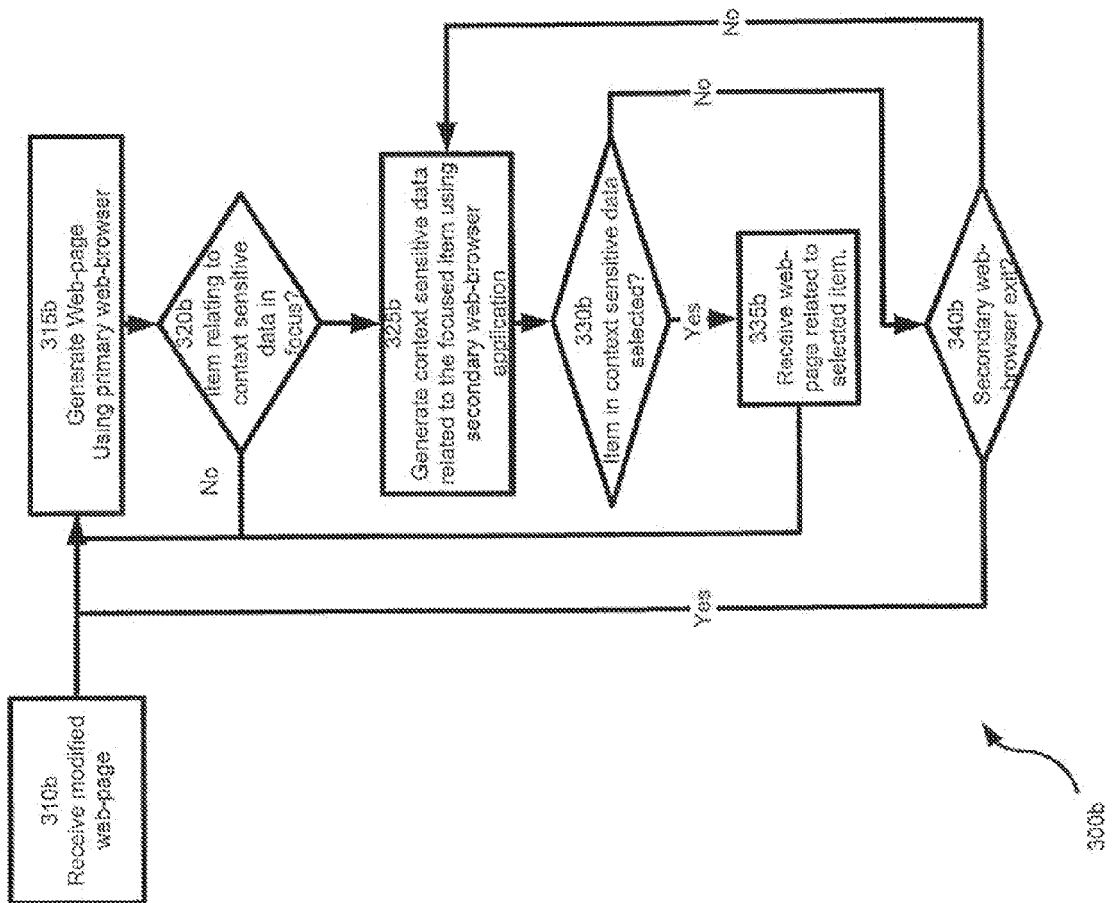 310b
Receive modified
web-page
315b
Generate Web-page
Using primary web-browser
320b
Item relating to
context sensitive
data in
focus?
No
325b
Generate context sensitive data
related to the focused item using
secondary web-browser
application
330b
Item in context sensitive data
selected?
Yes
No
335b
Receive web-
page related to
selected item.
340b
Secondary web-
browser exit?
Yes
No
300b